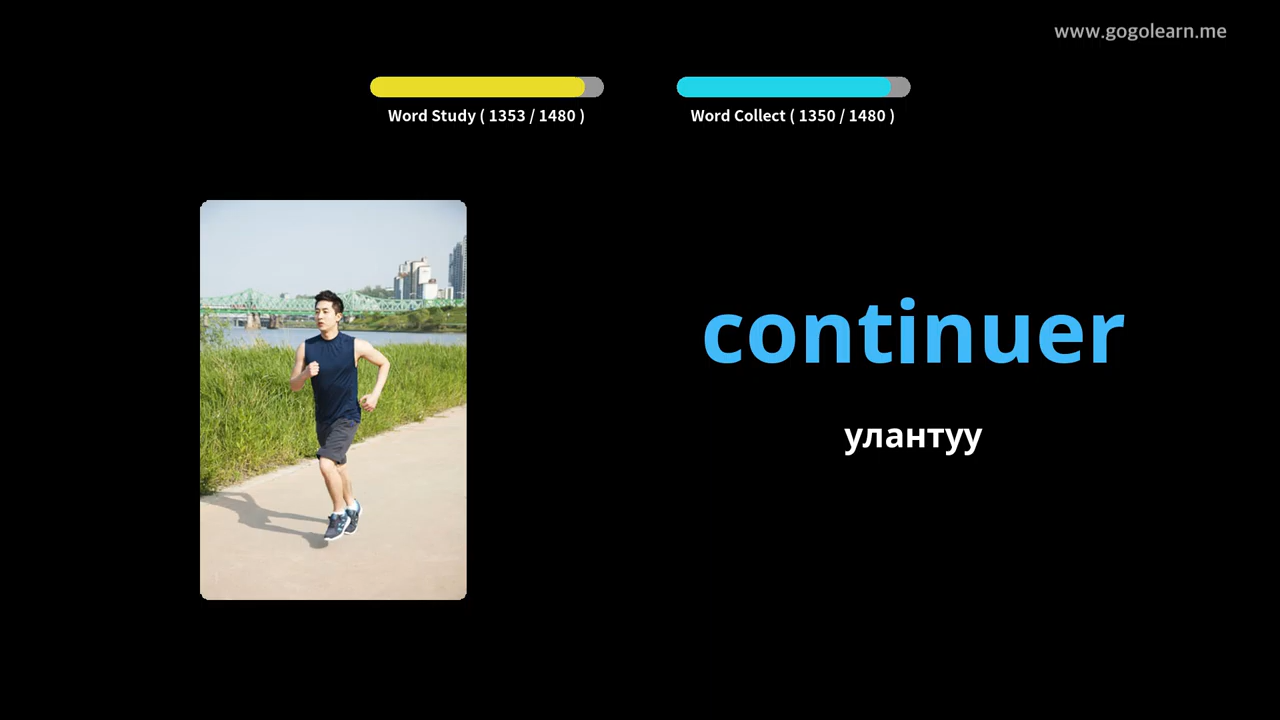 www.gogolearn.me
Word Study ( 1353 / 1480 )
Word Collect ( 1350 / 1480 )
continuer
улантуу